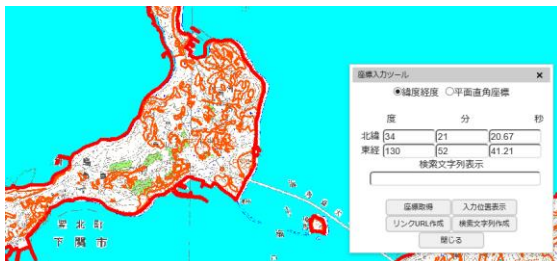 座標入力ツール ×
緯度経度 平面直角座標
度 分 秒
北緯 34 21 20.67
東経 130 52 41.21
検索文字列表示
座標取得 入力位置表示
リンクURL作成 検索文字列作成
閉じる
豊北町
下関市